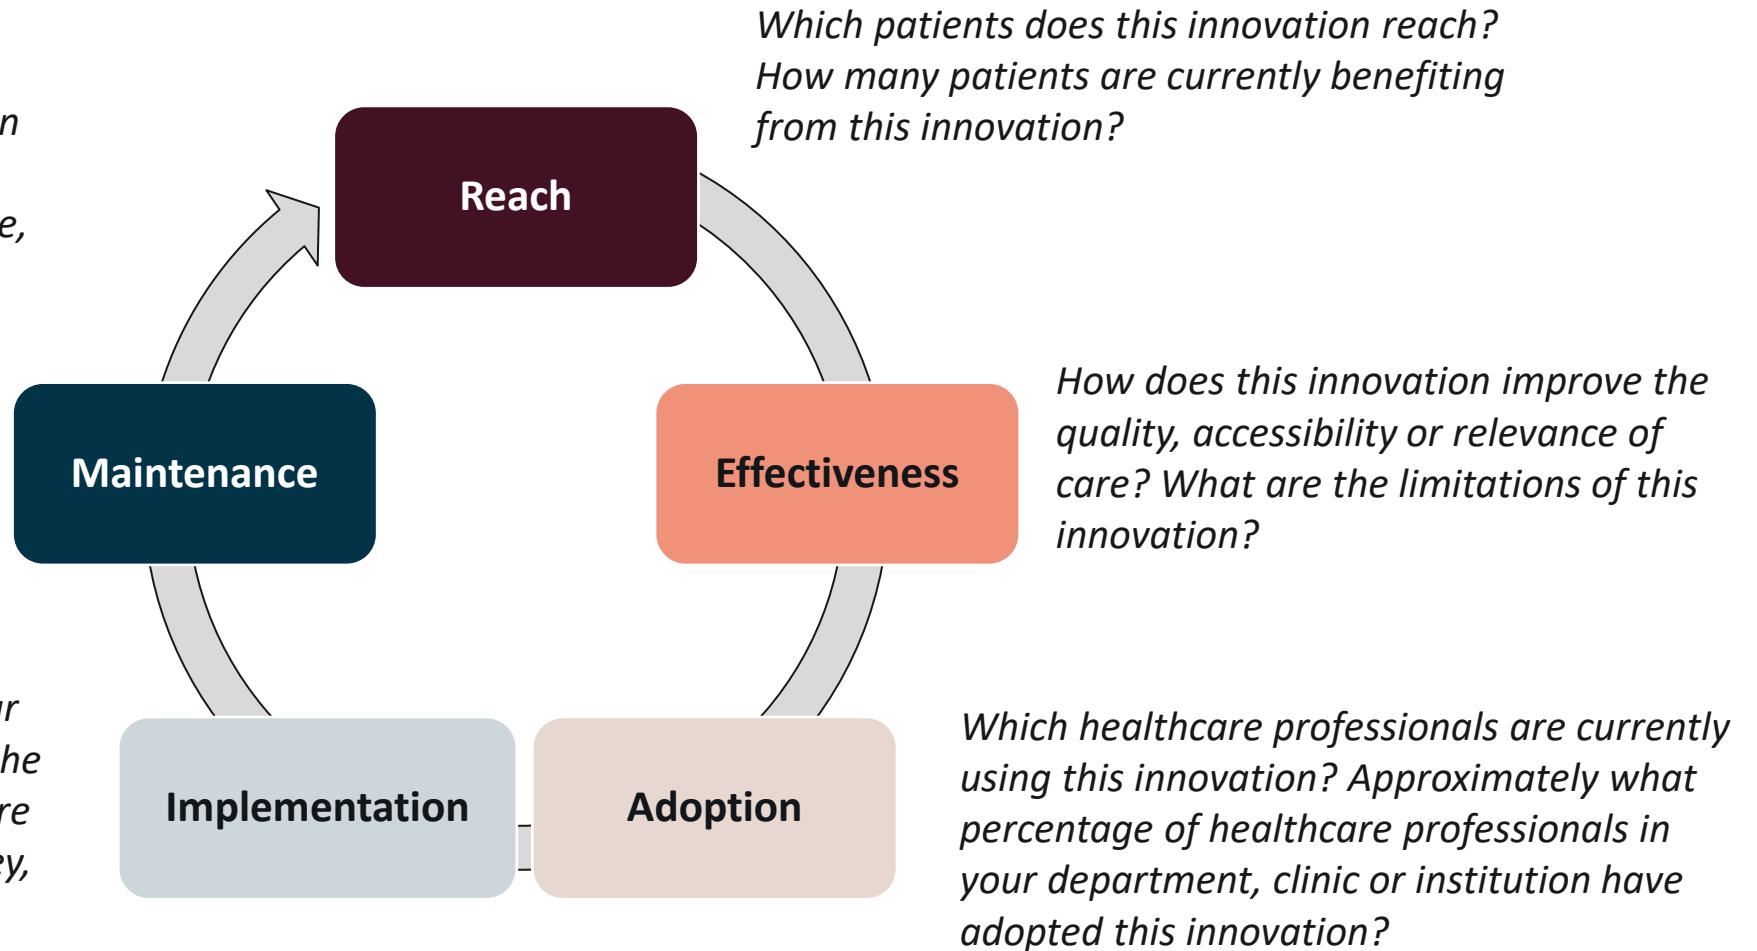 Which patients does this innovation reach?
How many patients are currently benefiting
from this innovation?
n
e,
Reach
Maintenance
Effectiveness
How does this innovation improve the
quality, accessibility or relevance of
care? What are the limitations of this
innovation?
Implementation
Adoption
Which healthcare professionals are currently
using this innovation? Approximately what
percentage of healthcare professionals in
your department, clinic or institution have
adopted this innovation?